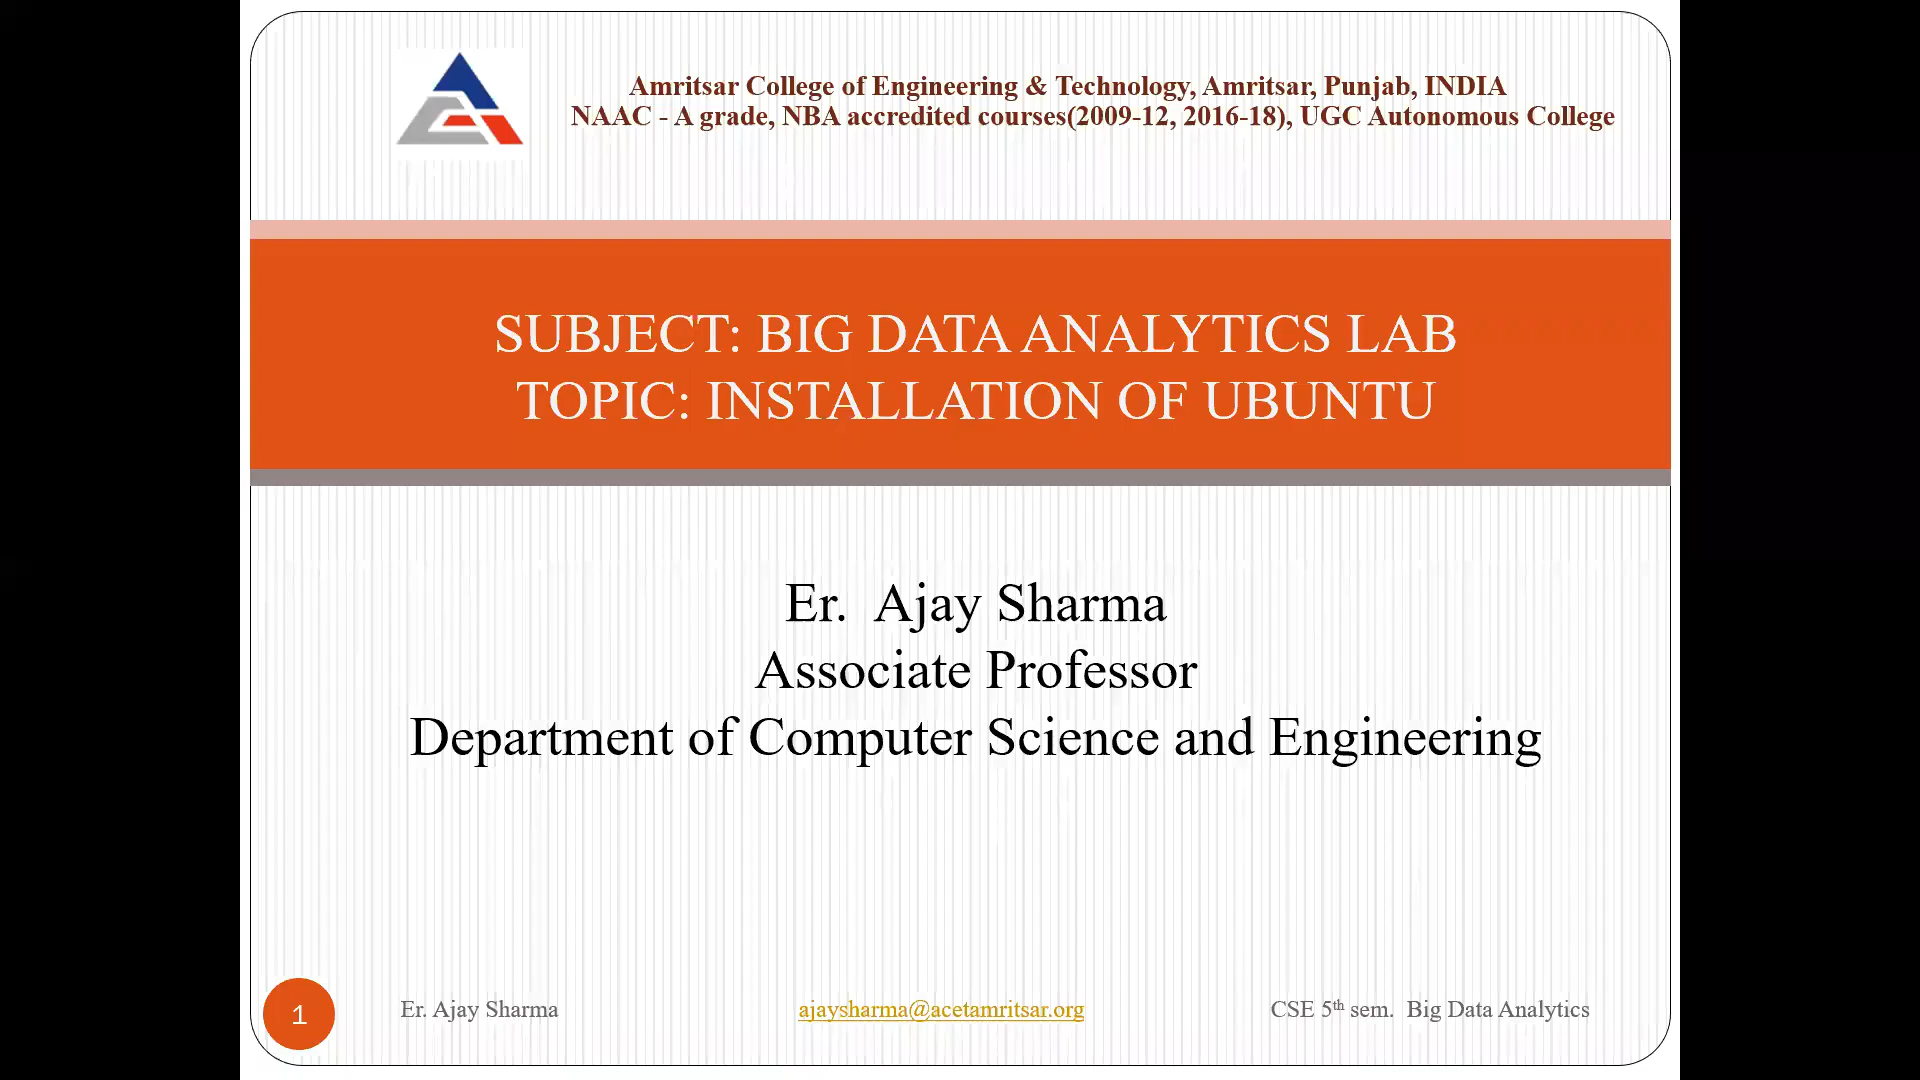 Amritsar College of Engineering & Technology, Amritsar, Punjab, INDIA
NAAC - A grade, NBA accredited courses(2009-12, 2016-18), UGC Autonomous College
SUBJECT: BIG DATA ANALYTICS LAB
TOPIC: INSTALLATION OF UBUNTU
Er.  Ajay Sharma
Associate Professor
Department of Computer Science and Engineering
1
Er. Ajay Sharma
ajaysharma@acetamritsar.org
CSE 5th sem.  Big Data Analytics